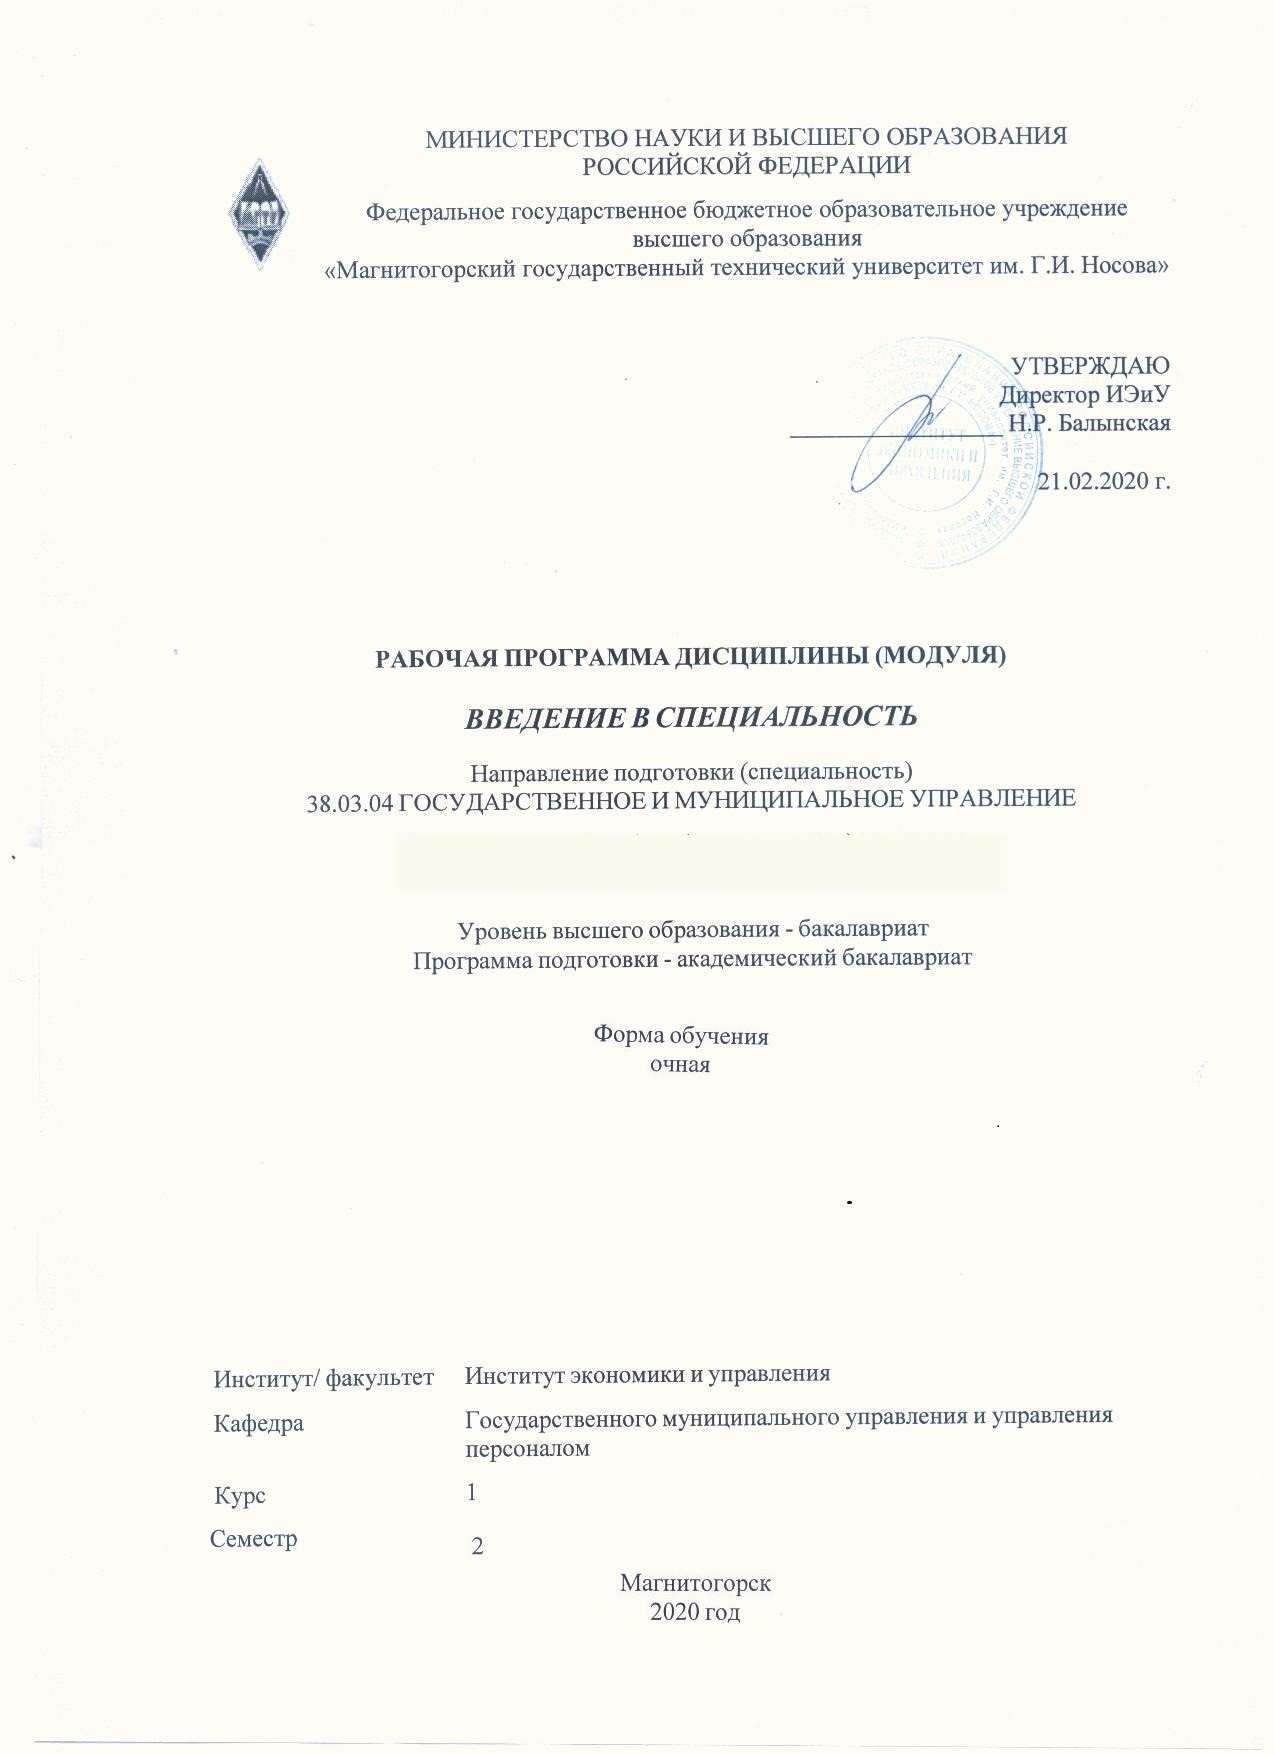 МИНИСТЕРСТВО НАУКИ И ВЫСШЕГО ОБРАЗОВАНИЯ
РОССИЙСКОЙ ФЕДЕРАЦИИ
Федеральное государственное бюджетное образовательное учреждение
высшего образования
«Магнитогорский государственный технический университет им. Г.И. Носова»
УТВЕРЖДАЮ
Директор ИЭиУ
Н.Р. Балынская
ИНСТИТУТ
ЭКОНОМИКИ И
УПРАВЛЕНИЯ
21.02.2020 г.
РАБОЧАЯ ПРОГРАММА ДИСЦИПЛИНЫ (МОДУЛЯ)
ВВЕДЕНИЕ В СПЕЦИАЛЬНОСТЬ
Направление подготовки (специальность)
38.03.04 ГОСУДАРСТВЕННОЕ И МУНИЦИПАЛЬНОЕ УПРАВЛЕНИЕ
Уровень высшего образования - бакалавриат
Программа подготовки - академический бакалавриат
Форма обучения
очная
Институт/ факультет Институт экономики и управления
Кафедра Государственного муниципального управления и управления
персоналом
Курс 1
Семестр 2
Магнитогорск
2020 год